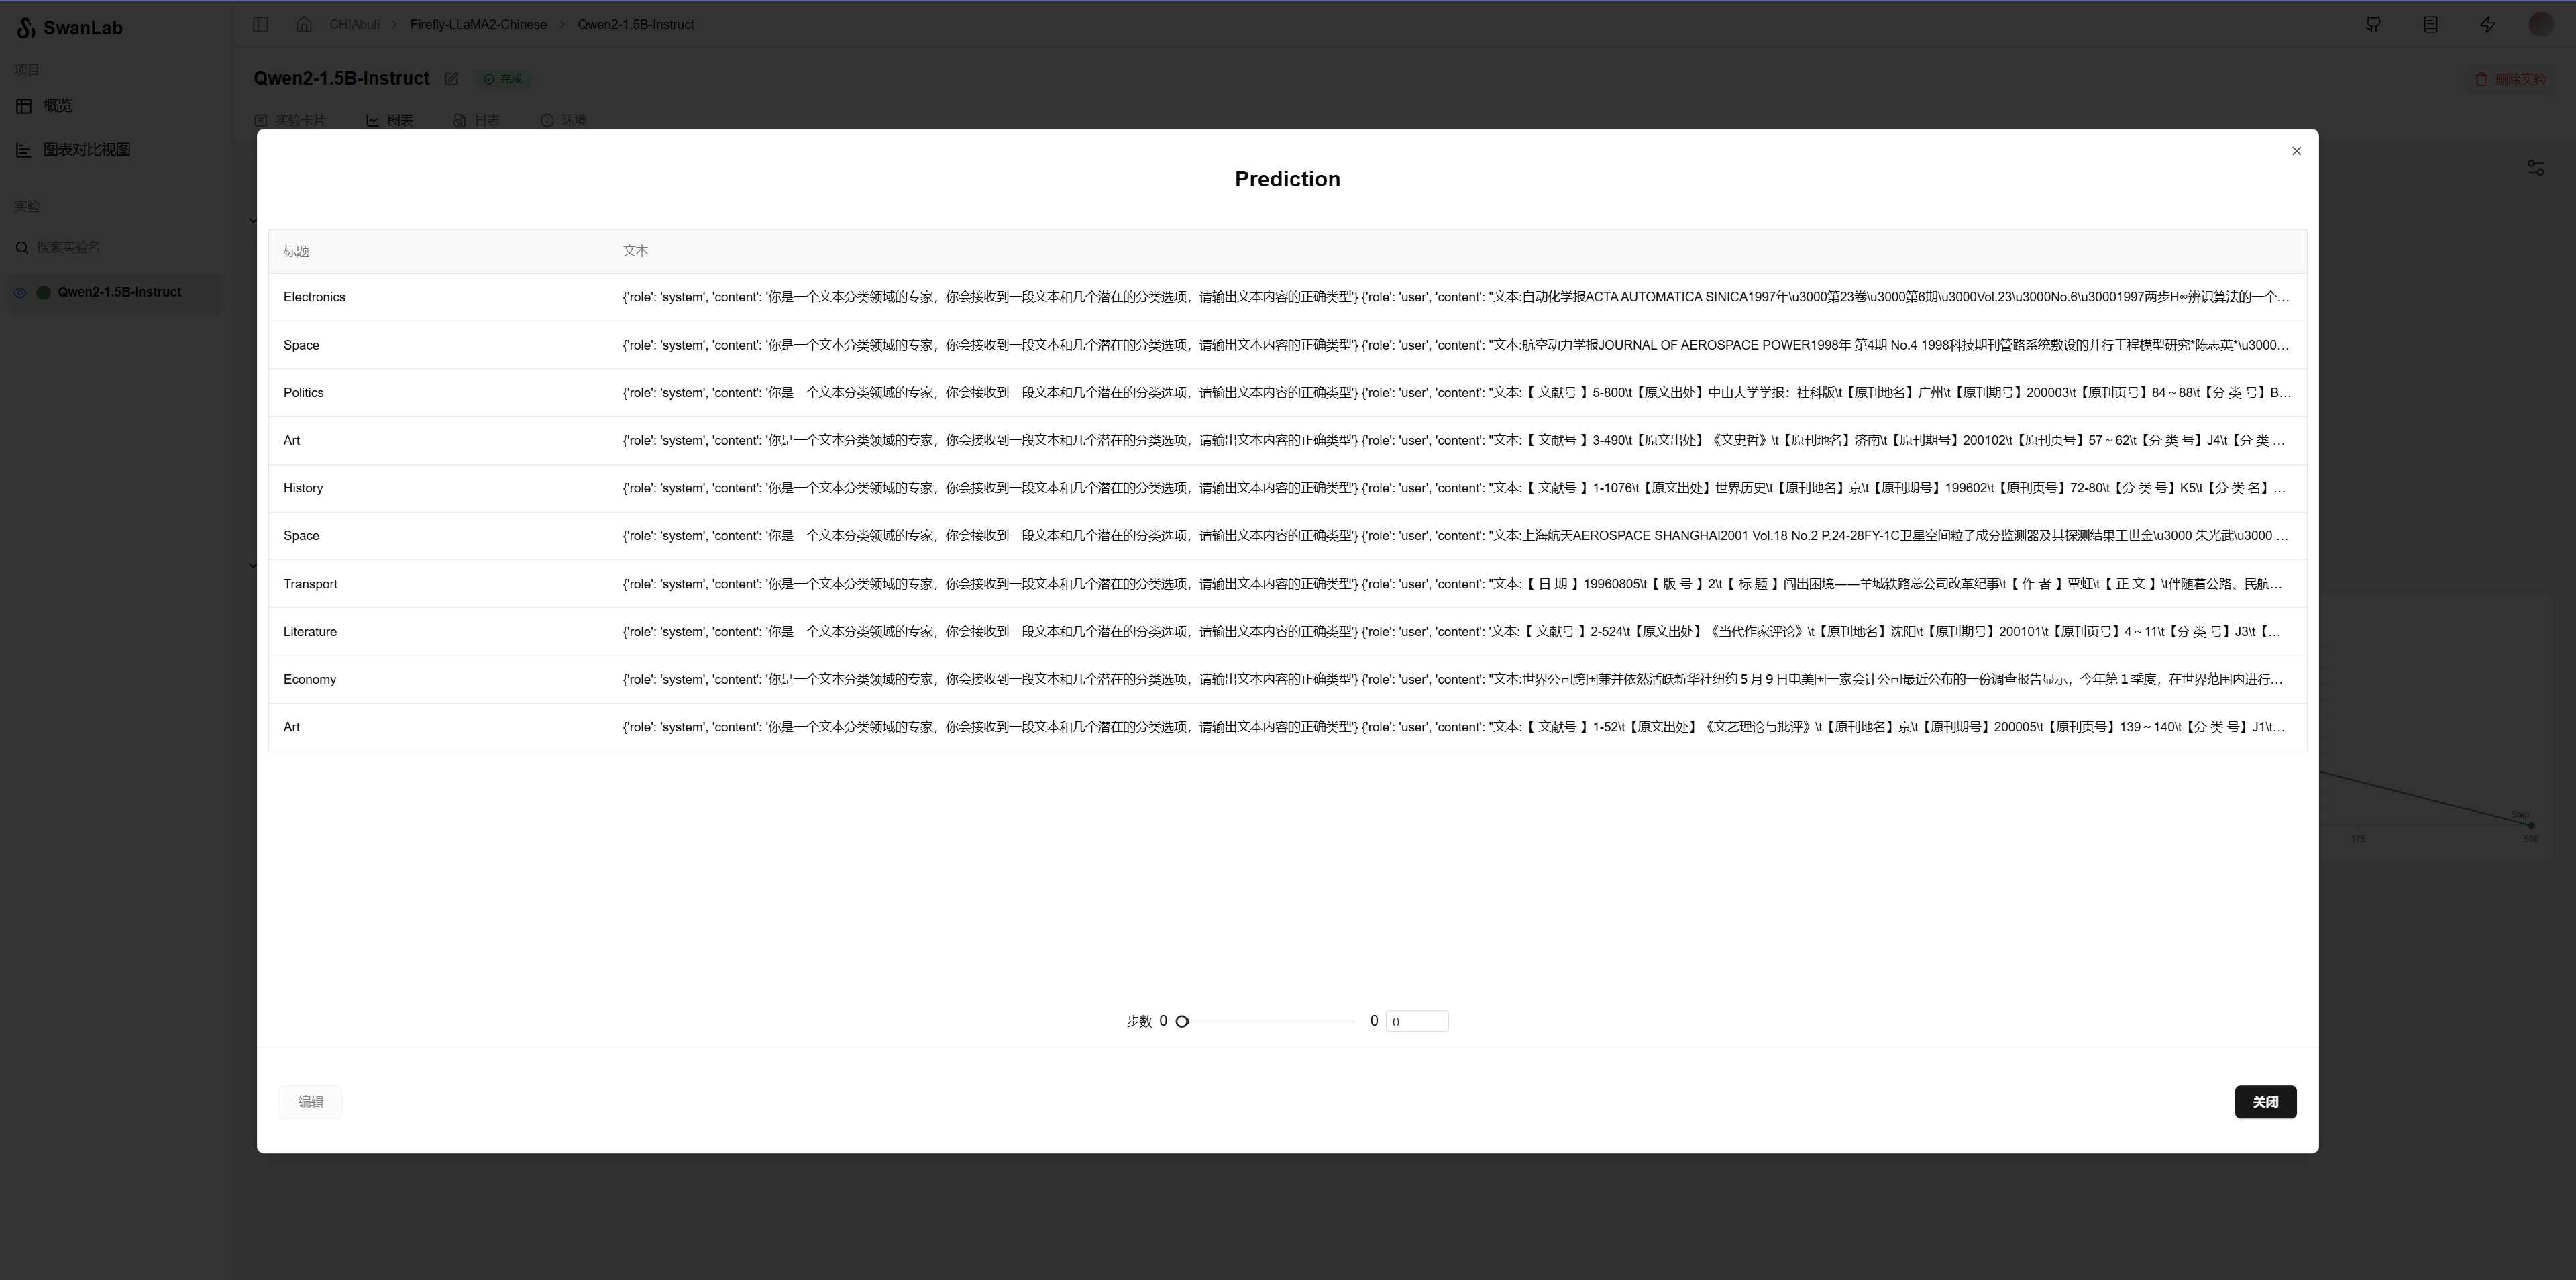 SwanLab
CHIAbuli > Firefly-LLaMA2-Chinese > Qwen2-1.5B-Instruct
项目
Qwen2-1.5B-Instruct 完成
删除实验
概览
实验卡片 图表 日志 环境
图表对比视图
Prediction
实验
搜索实验名
Qwen2-1.5B-Instruct
标题 文本
Electronics {'role': 'system', 'content': '你是一个文本分类领域的专家，你会接收到一段文本和几个潜在的分类选项，请输出文本内容的正确类型'} {'role': 'user', 'content': "文本:自动化学报ACTA AUTOMATICA SINICA1997年\u3000第23卷\u3000第6期\u3000Vol.23\u3000No.6\u30001997两步H∞辨识算法的一个...
Space {'role': 'system', 'content': '你是一个文本分类领域的专家，你会接收到一段文本和几个潜在的分类选项，请输出文本内容的正确类型'} {'role': 'user', 'content': "文本:航空动力学报JOURNAL OF AEROSPACE POWER1998年 第4期 No.4 1998科技期刊管路系统敷设的并行工程模型研究*陈志英*\u3000...
Politics {'role': 'system', 'content': '你是一个文本分类领域的专家，你会接收到一段文本和几个潜在的分类选项，请输出文本内容的正确类型'} {'role': 'user', 'content': "文本:【 文献号 】5-800\t【原文出处】中山大学学报：社科版\t【原刊地名】广州\t【原刊期号】200003\t【原刊页号】84～88\t【分 类 号】B...
Art {'role': 'system', 'content': '你是一个文本分类领域的专家，你会接收到一段文本和几个潜在的分类选项，请输出文本内容的正确类型'} {'role': 'user', 'content': "文本:【 文献号 】3-490\t【原文出处】《文史哲》\t【原刊地名】济南\t【原刊期号】200102\t【原刊页号】57～62\t【分 类 号】J4\t【分 类 ...
History {'role': 'system', 'content': '你是一个文本分类领域的专家，你会接收到一段文本和几个潜在的分类选项，请输出文本内容的正确类型'} {'role': 'user', 'content': "文本:【 文献号 】1-1076\t【原文出处】世界历史\t【原刊地名】京\t【原刊期号】199602\t【原刊页号】72-80\t【分 类 号】K5\t【分 类 名】...
Space {'role': 'system', 'content': '你是一个文本分类领域的专家，你会接收到一段文本和几个潜在的分类选项，请输出文本内容的正确类型'} {'role': 'user', 'content': "文本:上海航天AEROSPACE SHANGHAI2001 Vol.18 No.2 P.24-28FY-1C卫星空间粒子成分监测器及其探测结果王世金\u3000 朱光武\u3000 ...
Transport {'role': 'system', 'content': '你是一个文本分类领域的专家，你会接收到一段文本和几个潜在的分类选项，请输出文本内容的正确类型'} {'role': 'user', 'content': "文本:【 日 期 】19960805\t【 版 号 】2\t【 标 题 】闯出困境——羊城铁路总公司改革纪事\t【 作 者 】覃虹\t【 正 文 】\t伴随着公路、民航...
Literature {'role': 'system', 'content': '你是一个文本分类领域的专家，你会接收到一段文本和几个潜在的分类选项，请输出文本内容的正确类型'} {'role': 'user', 'content': '文本:【 文献号 】2-524\t【原文出处】《当代作家评论》\t【原刊地名】沈阳\t【原刊期号】200101\t【原刊页号】4～11\t【分 类 号】J3\t【...
Economy {'role': 'system', 'content': '你是一个文本分类领域的专家，你会接收到一段文本和几个潜在的分类选项，请输出文本内容的正确类型'} {'role': 'user', 'content': "文本:世界公司跨国兼并依然活跃新华社纽约５月９日电美国一家会计公司最近公布的一份调查报告显示，今年第１季度，在世界范围内进行...
Art {'role': 'system', 'content': '你是一个文本分类领域的专家，你会接收到一段文本和几个潜在的分类选项，请输出文本内容的正确类型'} {'role': 'user', 'content': "文本:【 文献号 】1-52\t【原文出处】《文艺理论与批评》\t【原刊地名】京\t【原刊期号】200005\t【原刊页号】139～140\t【分 类 号】J1\t...
Step
375 500
步数 0 0 0
编辑 关闭